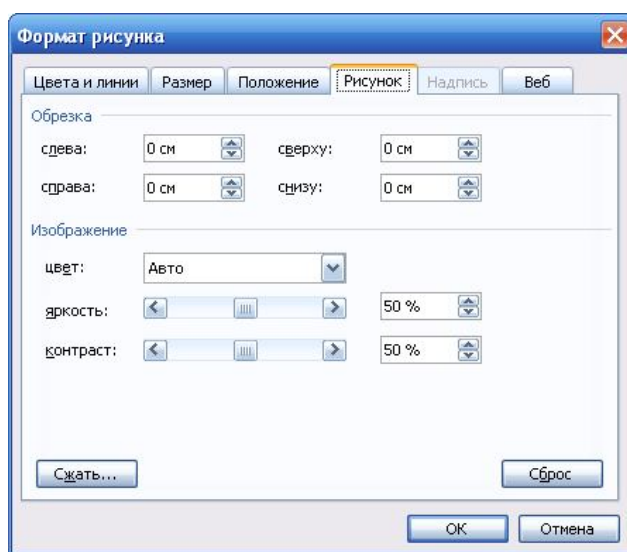 Формат рисунка
Цвета и линии Размер Положение Рисунок Надпись Веб
Обрезка
слева: 0 см сверху: 0 см
справа: 0 см снизу: 0 см
Изображение
цвет: Авто
яркость: 50 %
контраст: 50 %
Сжать... Сброс
ОК Отмена